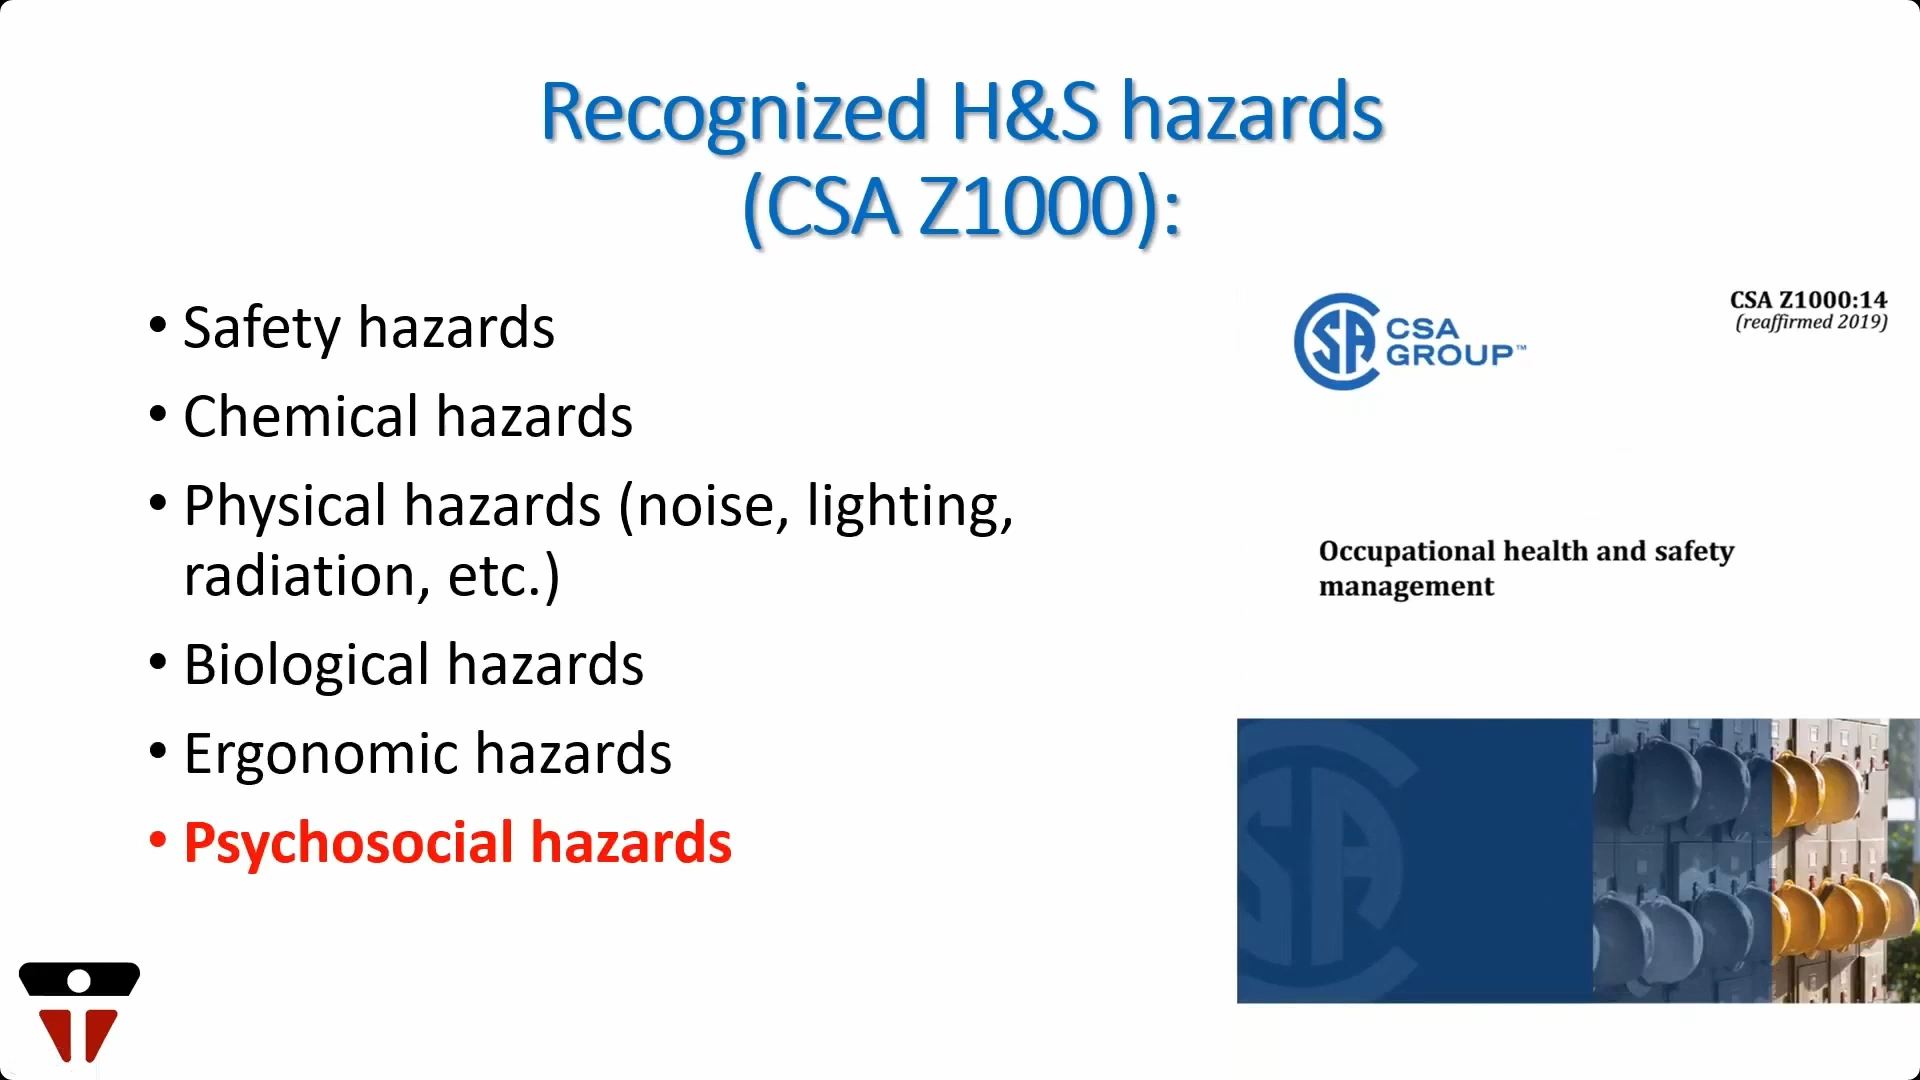 Recognized H&S hazards
(CSA Z1000):
• Safety hazards
• Chemical hazards
• Physical hazards (noise, lighting,
radiation, etc.)
• Biological hazards
• Ergonomic hazards
• Psychosocial hazards
CSA
GROUP™
CSA Z1000:14
(reaffirmed 2019)
Occupational health and safety
management